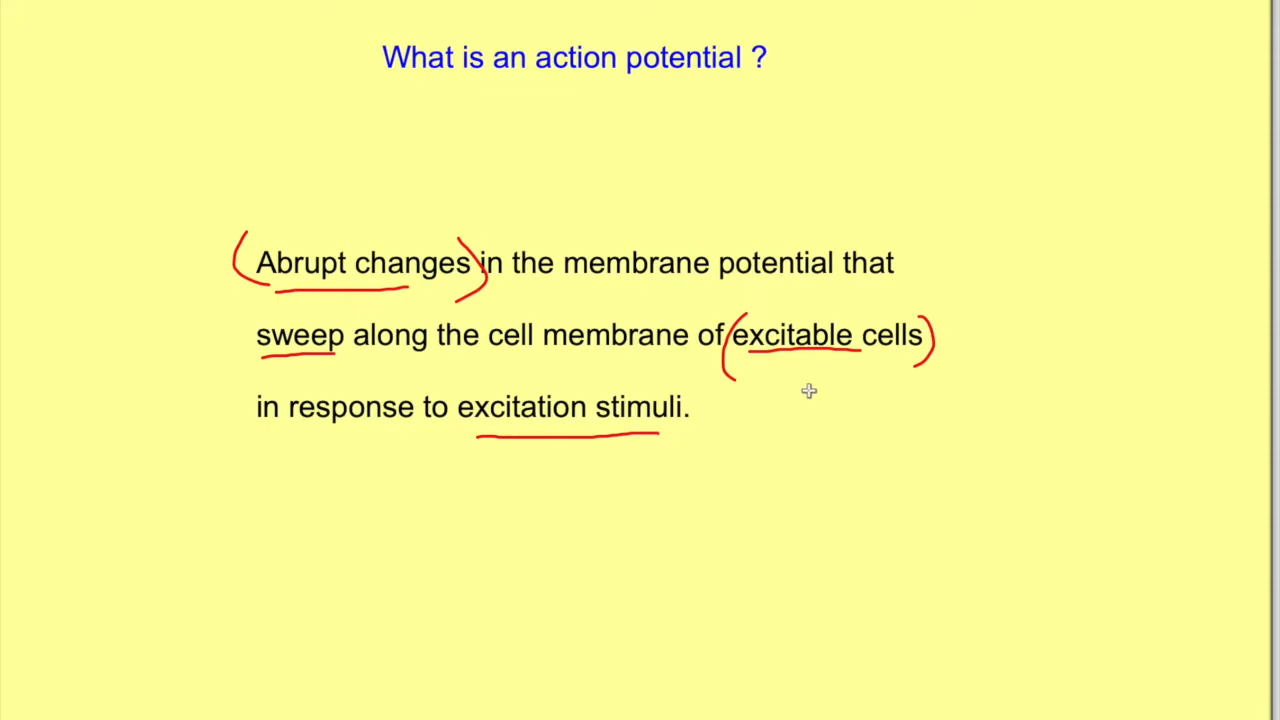 What is an action potential ?
Abrupt changes in the membrane potential that
sweep along the cell membrane of excitable cells
in response to excitation stimuli.